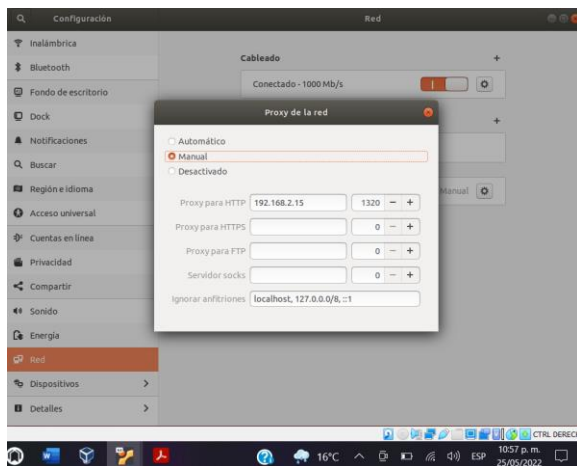 Configuración
Red
Inalámbrica
Bluetooth
Fondo de escritorio
Dock
Notificaciones
Buscar
Región e idioma
Acceso universal
Cuentas en línea
Privacidad
Compartir
Sonido
Energía
Red
Dispositivos
Detalles
Cableado +
Conectado - 1000 Mb/s
+
Manual
Proxy de la red
Automático
Manual
Desactivado
Proxy para HTTP 192.168.2.15 1320 - +
Proxy para HTTPS 0 - +
Proxy para FTP 0 - +
Servidor socks 0 - +
Ignorar anfitriones localhost, 127.0.0.0/8, ::1
CTRL DEREC
16°C ESP 10:57 p. m.
25/05/2022